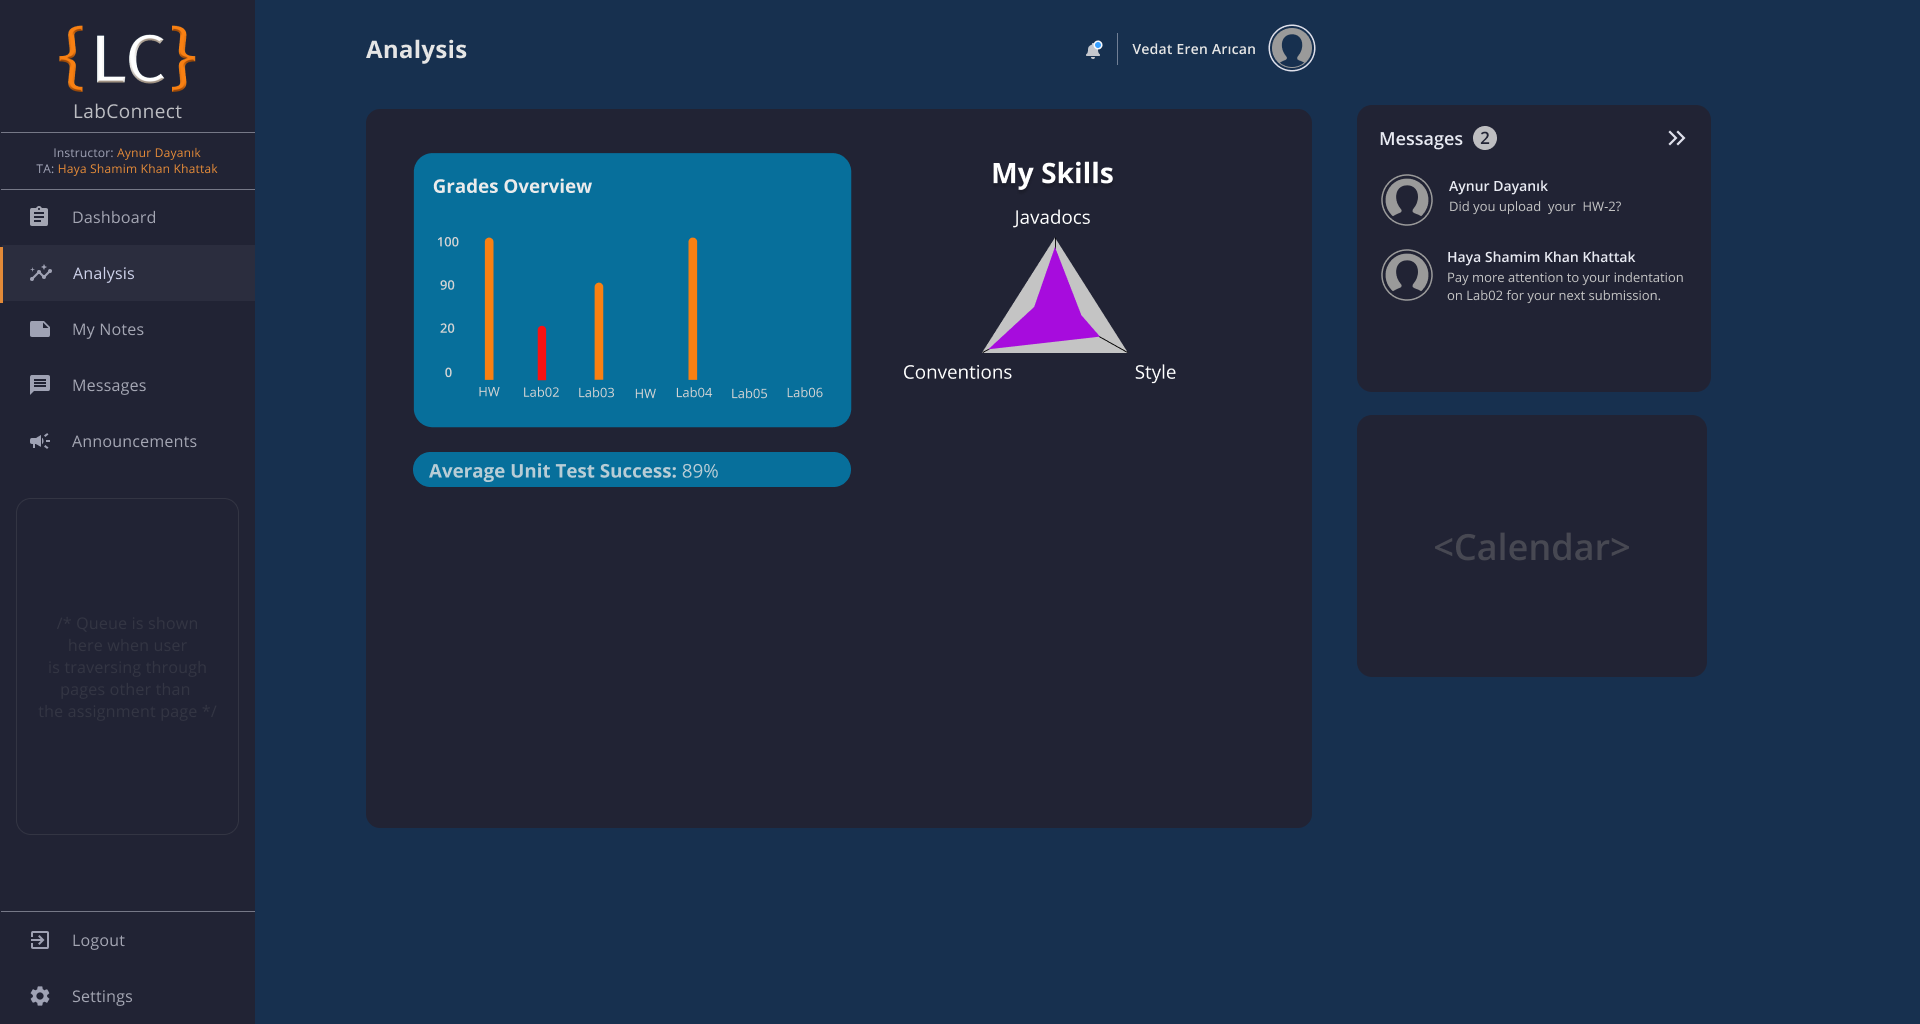 {LC}
LabConnect
Instructor: Aynur Dayanık
TA: Haya Shamim Khan Khattak
Dashboard
Analysis
My Notes
Messages
Announcements
/* Queue is shown
here when user
is traversing through
pages other than
the assignment page */
Logout
Settings
Analysis
Vedat Eren Arıcan
Grades Overview
100
90
20
0
HW Lab02 Lab03 HW Lab04 Lab05 Lab06
Average Unit Test Success: 89%
My Skills
Javadocs
Conventions
Style
Messages 2
Aynur Dayanık
Did you upload your HW-2?
Haya Shamim Khan Khattak
Pay more attention to your indentation
on Lab02 for your next submission.
<Calendar>